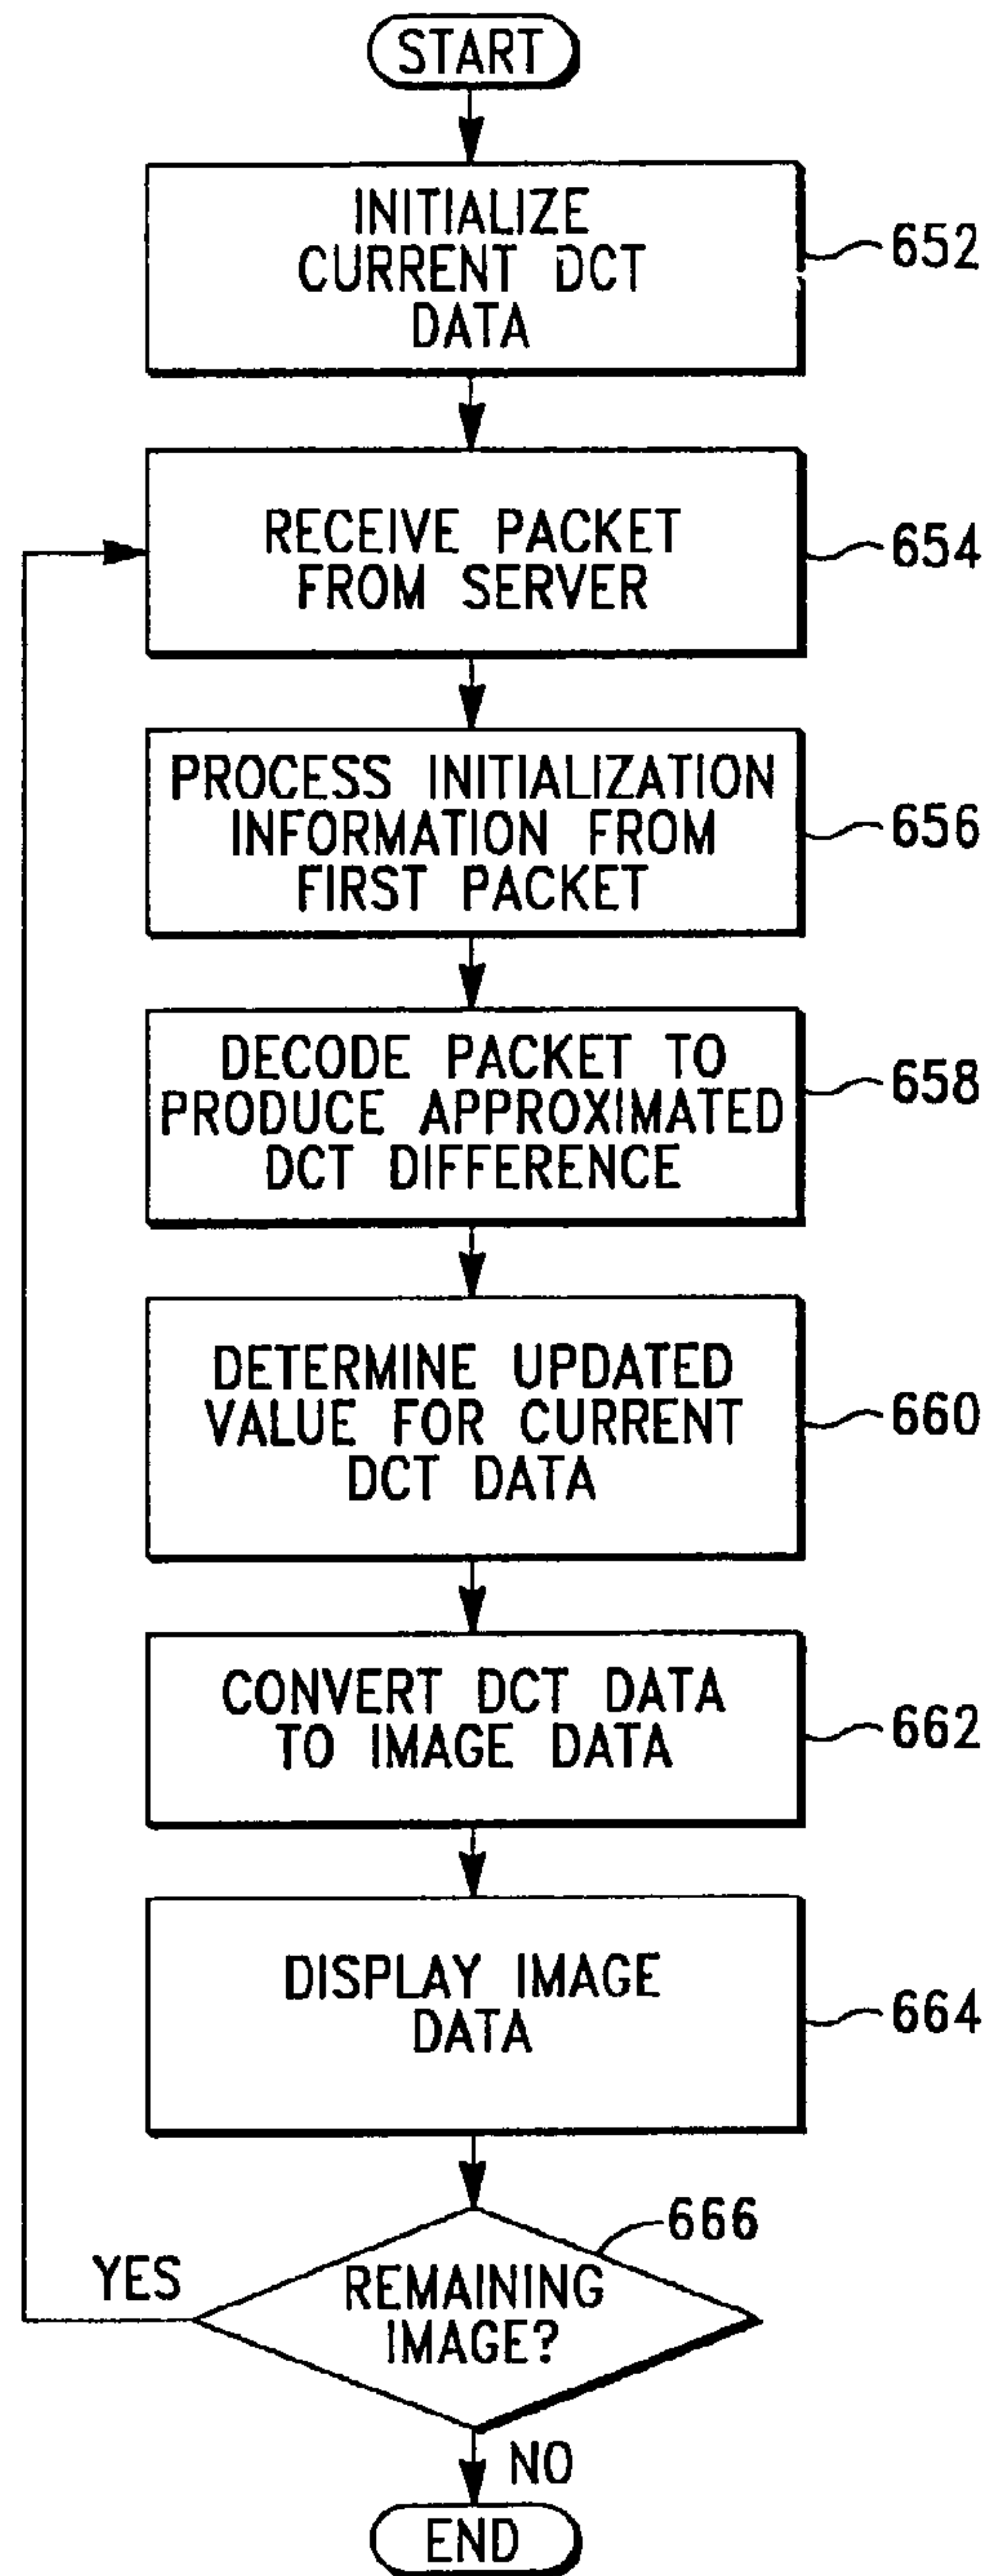 START
INITIALIZE
CURRENT DCT
DATA
652
RECEIVE PACKET
FROM SERVER
654
PROCESS INITIALIZATION
INFORMATION FROM
FIRST PACKET
656
DECODE PACKET TO
PRODUCE APPROXIMATED
DCT DIFFERENCE
658
DETERMINE UPDATED
VALUE FOR CURRENT
DCT DATA
660
CONVERT DCT DATA
TO IMAGE DATA
662
DISPLAY IMAGE
DATA
664
666
YES
REMAINING
IMAGE?
NO
END